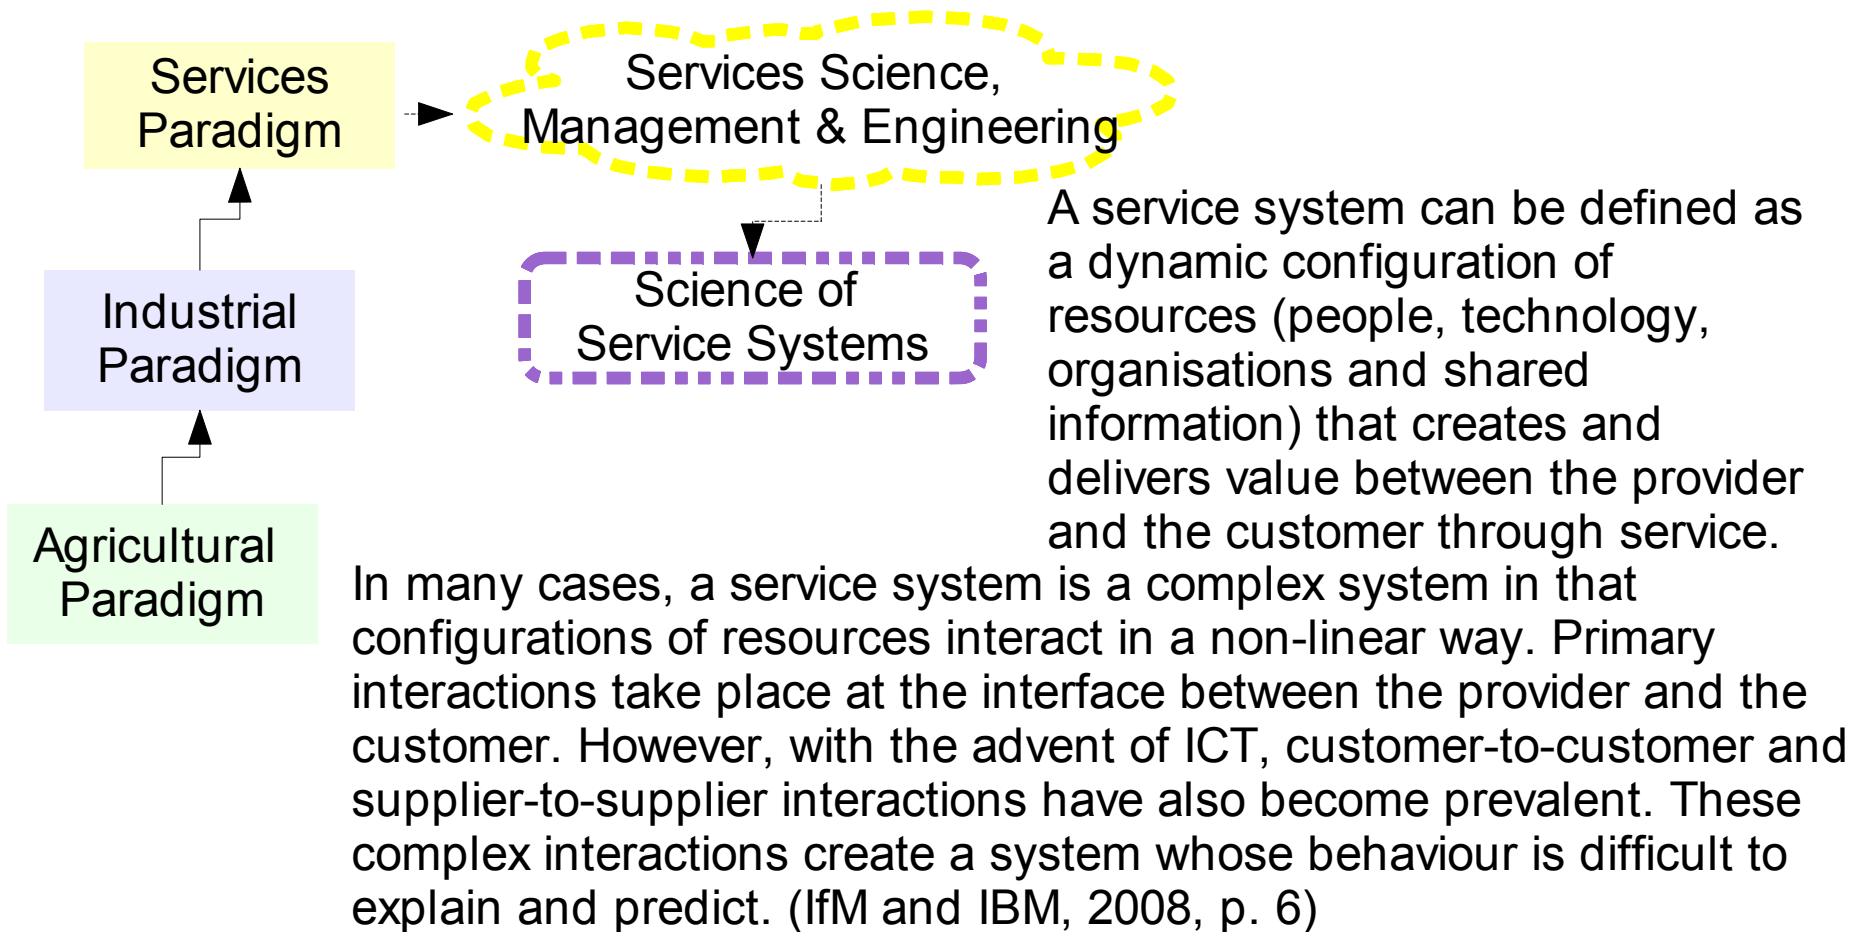 Services
Paradigm
Services Science,
Management & Engineering
Industrial
Paradigm
Science of
Service Systems
Agricultural
Paradigm
A service system can be defined as
a dynamic configuration of
resources (people, technology,
organisations and shared
information) that creates and
delivers value between the provider
and the customer through service.
In many cases, a service system is a complex system in that
configurations of resources interact in a non-linear way. Primary
interactions take place at the interface between the provider and the
customer. However, with the advent of ICT, customer-to-customer and
supplier-to-supplier interactions have also become prevalent. These
complex interactions create a system whose behaviour is difficult to
explain and predict. (IfM and IBM, 2008, p. 6)